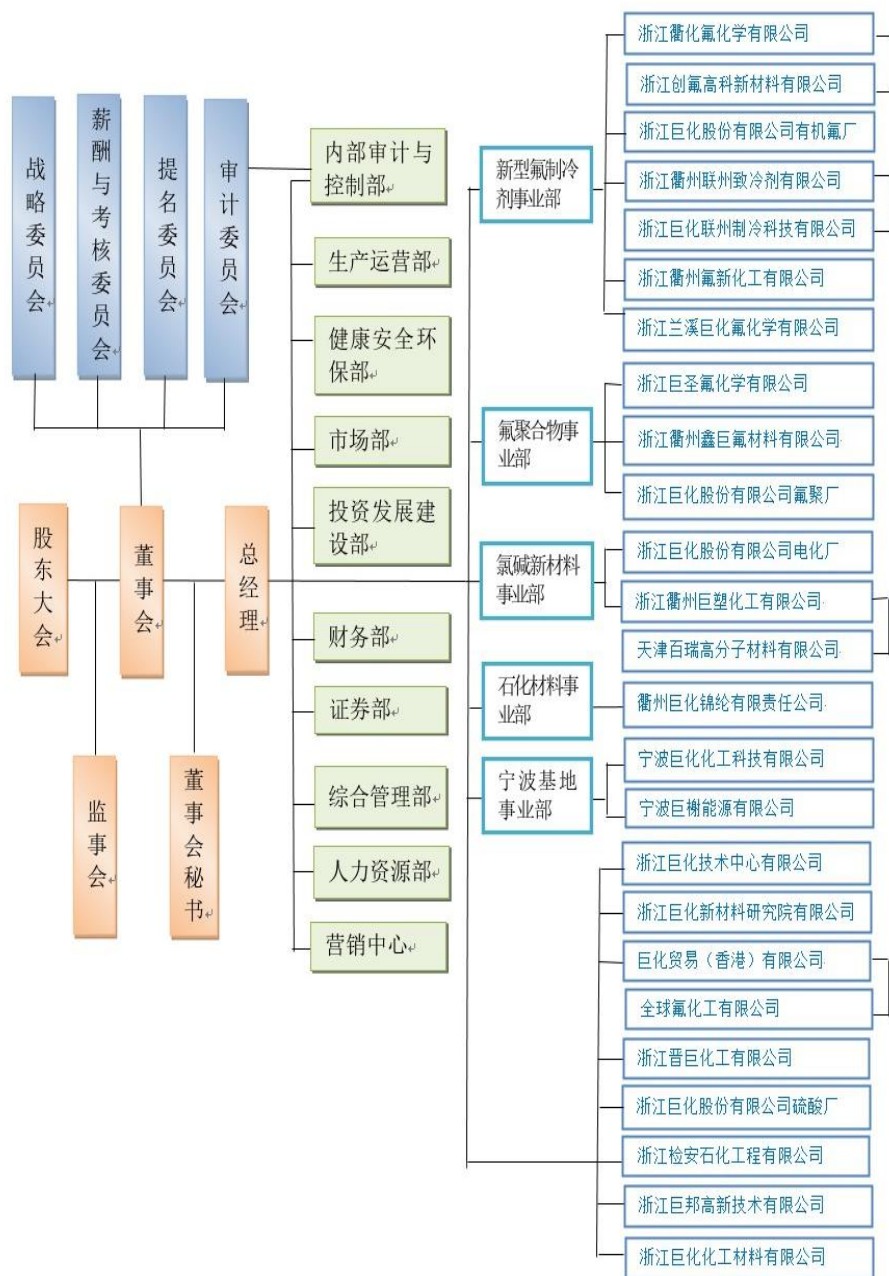 战略委员会
薪酬与考核委员会
提名委员会
审计委员会
股东大会
董事会
总经理
监事会
董事会秘书
内部审计与
控制部
生产运营部
健康安全环
保部
市场部
投资发展建
设部
财务部
证券部
综合管理部
人力资源部
营销中心
新型氟制冷
剂事业部
氟聚合物事
业部
氯碱新材料
事业部
石化材料事
业部
宁波基地
事业部
浙江衢化氟化学有限公司
浙江创氟高科新材料有限公司
浙江巨化股份有限公司有机氟厂
浙江衢州联州致冷剂有限公司
浙江巨化联州制冷科技有限公司
浙江衢州氟新化工有限公司
浙江兰溪巨化氟化学有限公司
浙江巨圣氟化学有限公司
浙江衢州鑫巨氟材料有限公司
浙江巨化股份有限公司氟聚厂
浙江巨化股份有限公司电化厂
浙江衢州巨塑化工有限公司
天津百瑞高分子材料有限公司
衢州巨化锦纶有限责任公司
宁波巨化化工科技有限公司
宁波巨榭能源有限公司
浙江巨化技术中心有限公司
浙江巨化新材料研究院有限公司
巨化贸易（香港）有限公司
全球氟化工有限公司
浙江晋巨化工有限公司
浙江巨化股份有限公司硫酸厂
浙江检安石化工程有限公司
浙江巨邦高新技术有限公司
浙江巨化化工材料有限公司